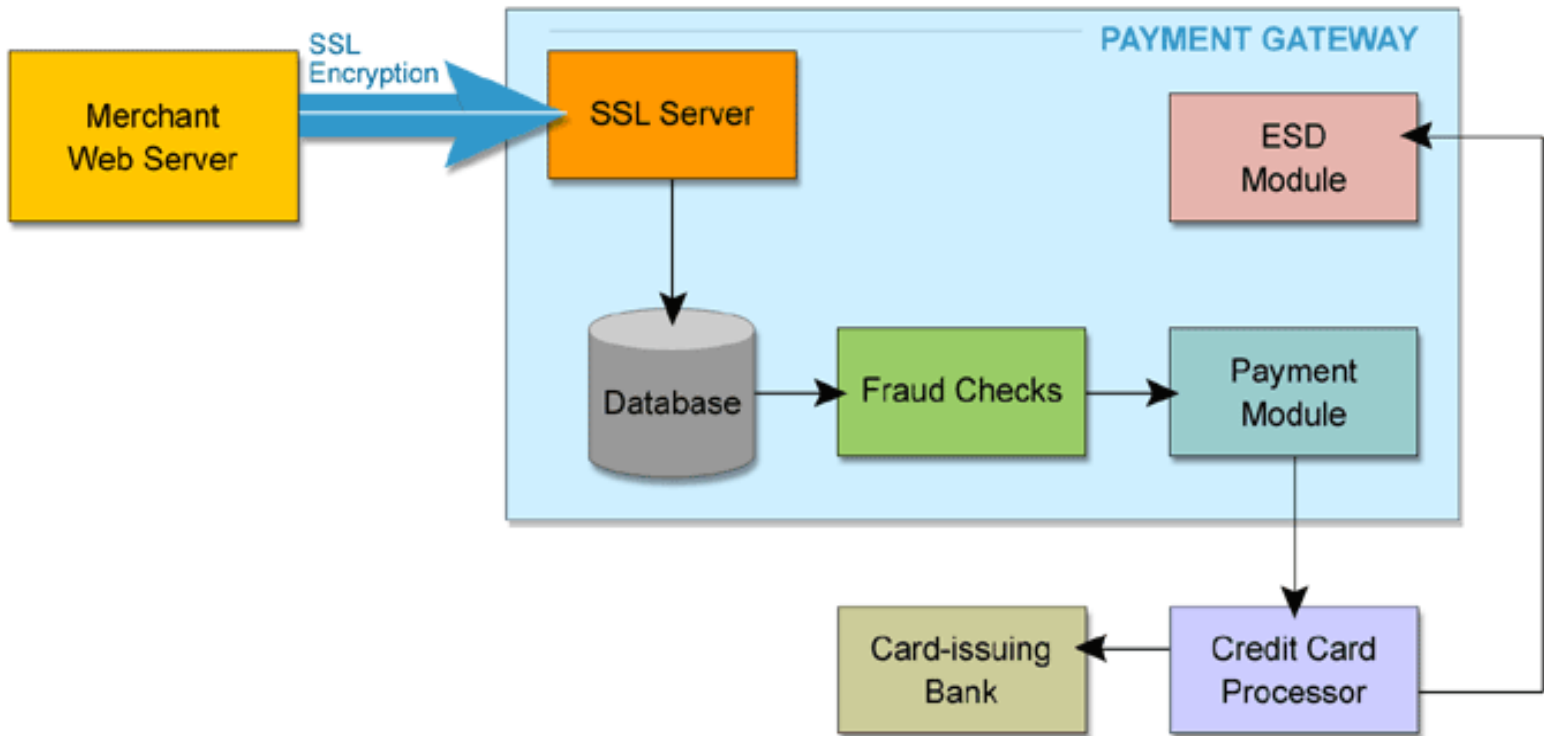 PAYMENT GATEWAY
SSL
Encryption
Merchant
Web Server
SSL Server
ESD
Module
Database
Fraud Checks
Payment
Module
Card-issuing
Bank
Credit Card
Processor